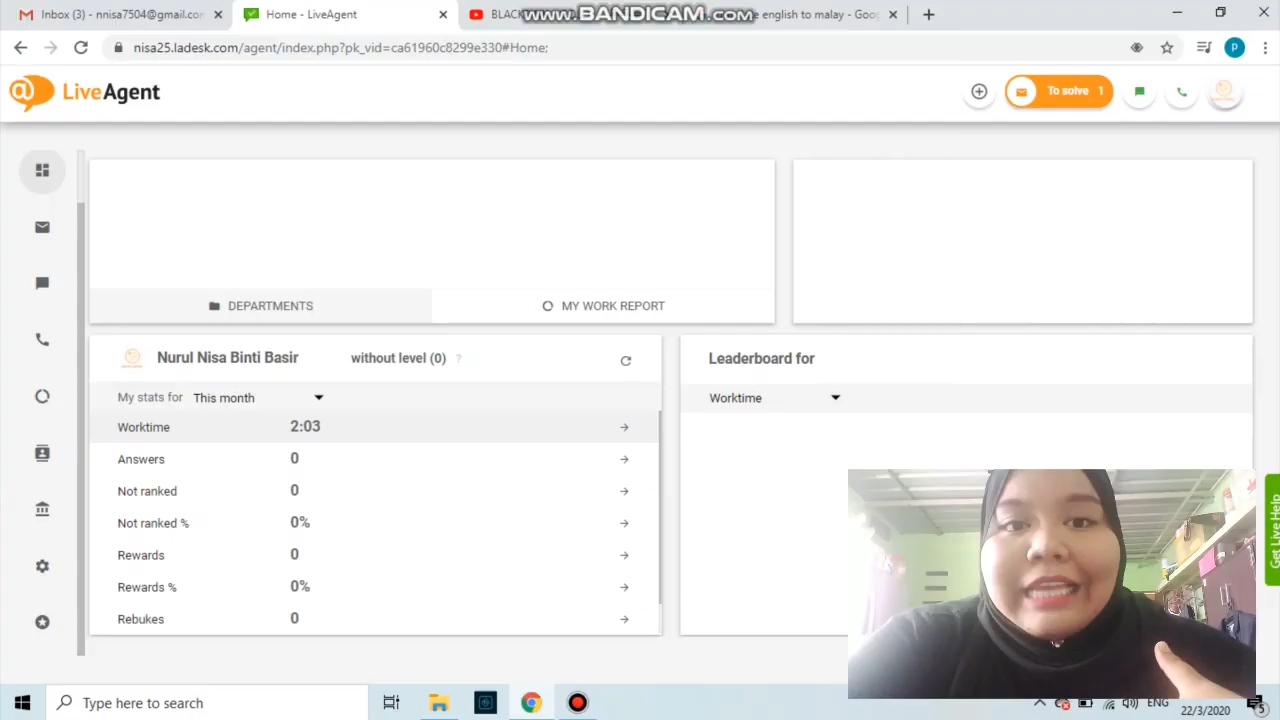 nnisa7504@gmail.co
Inbox (3) -
Home - LiveAgent
BLACK
www.BANDICAM.com
e english to malay - Goo
nisa25.ladesk.com/agent/index.php?pk_vid=ca61960c8299e330#Home;
P
LiveAgent
To solve 1
DEPARTMENTS
MY WORK REPORT
Nurul Nisa Binti Basir
without level (0) ?
My stats for This month
Worktime 2:03
Answers 0
Not ranked 0
Not ranked % 0%
Rewards 0
Rewards % 0%
Rebukes 0
Leaderboard for
Worktime
Get Live Help
Type here to search
ENG
22/3/2020
5